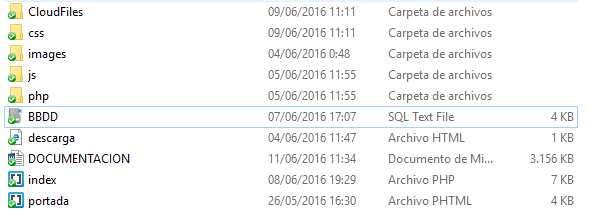 CloudFiles 09/06/2016 11:11 Carpeta de archivos
css 09/06/2016 11:11 Carpeta de archivos
images 04/06/2016 0:48 Carpeta de archivos
js 05/06/2016 11:55 Carpeta de archivos
php 05/06/2016 11:55 Carpeta de archivos
BBDD 07/06/2016 17:07 SQL Text File 4 KB
descarga 04/06/2016 11:47 Archivo HTML 1 KB
DOCUMENTACION 11/06/2016 11:34 Documento de Mi... 3.156 KB
index 08/06/2016 19:29 Archivo PHP 7 KB
portada 26/05/2016 16:30 Archivo PHTML 4 KB